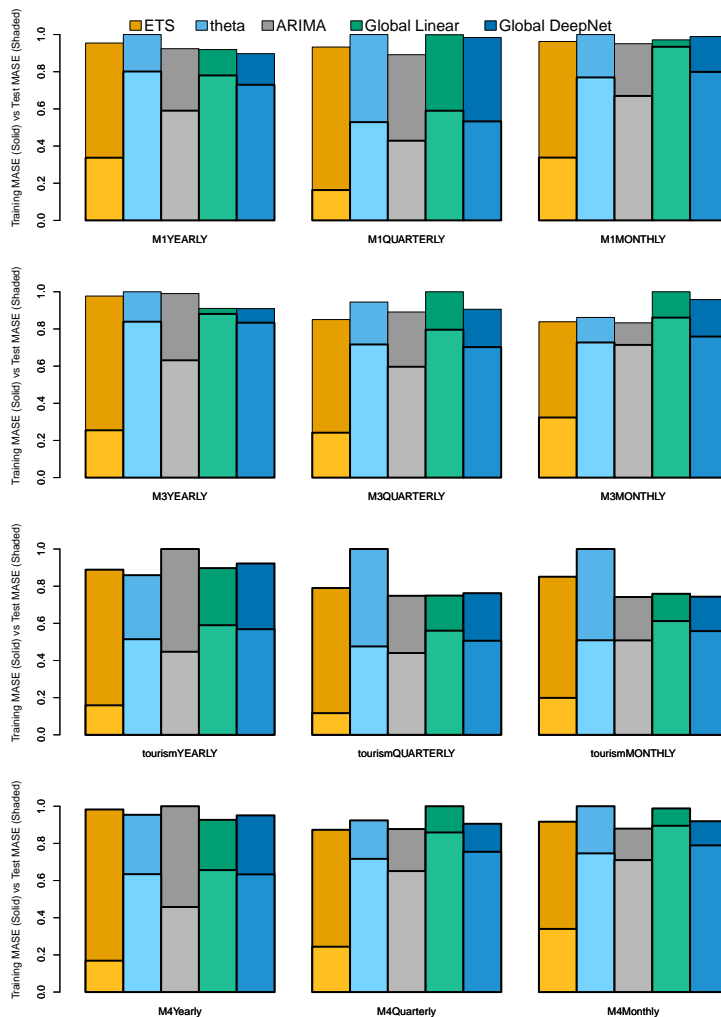 ETS theta ARIMA Global Linear Global DeepNet
Training MASE (Solid) vs Test MASE (Shaded)
1.0
0.8
0.6
0.4
0.2
0.0
M1YEARLY M1QUARTERLY M1MONTHLY
Training MASE (Solid) vs Test MASE (Shaded)
1.0
0.8
0.6
0.4
0.2
0.0
M3YEARLY M3QUARTERLY M3MONTHLY
Training MASE (Solid) vs Test MASE (Shaded)
1.0
0.8
0.6
0.4
0.2
0.0
tourismYEARLY tourismQUARTERLY tourismMONTHLY
Training MASE (Solid) vs Test MASE (Shaded)
1.0
0.8
0.6
0.4
0.2
0.0
M4Yearly M4Quarterly M4Monthly